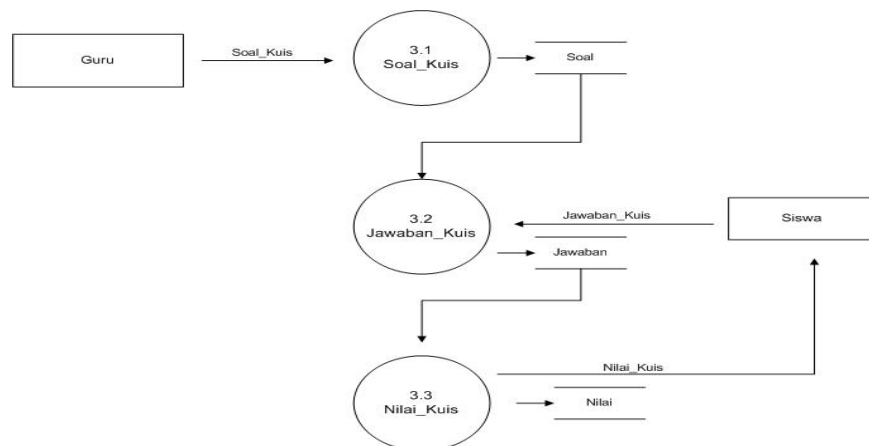 Guru
Soal_Kuis
3.1
Soal_Kuis
Soal
3.2
Jawaban_Kuis
Jawaban_Kuis
Siswa
Jawaban
Nilai_Kuis
3.3
Nilai_Kuis
Nilai